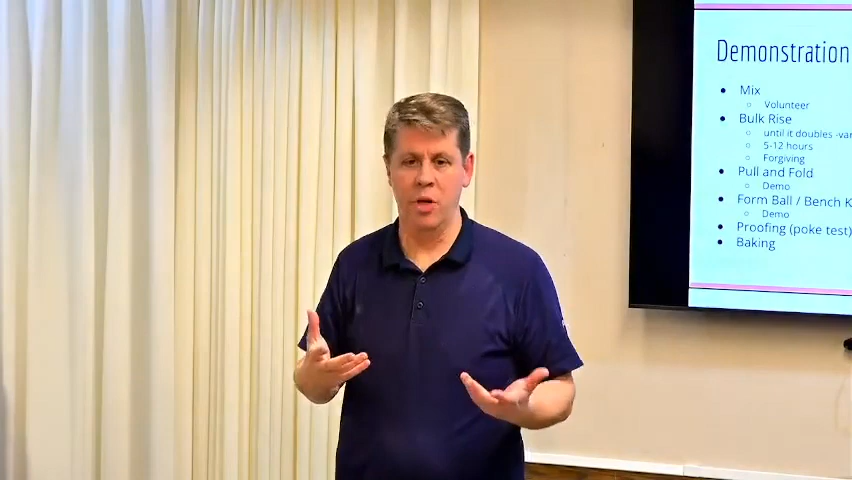 Demonstration
Mix
Volunteer
Bulk Rise
until it doubles
5-12 hours
Forgiving
Pull and Fold
Demo
Form Ball / Bench
Demo
Proofing (poke test)
Baking